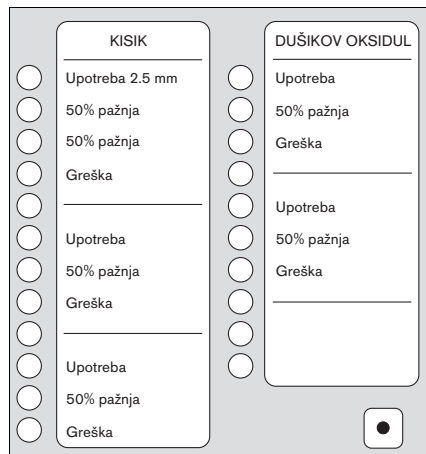 KISIK
Upotreba 2.5 mm
50% pažnja
50% pažnja
Greška
Upotreba
50% pažnja
Greška
Upotreba
50% pažnja
Greška
DUŠIKOV OKSIDUL
Upotreba
50% pažnja
Greška
Upotreba
50% pažnja
Greška